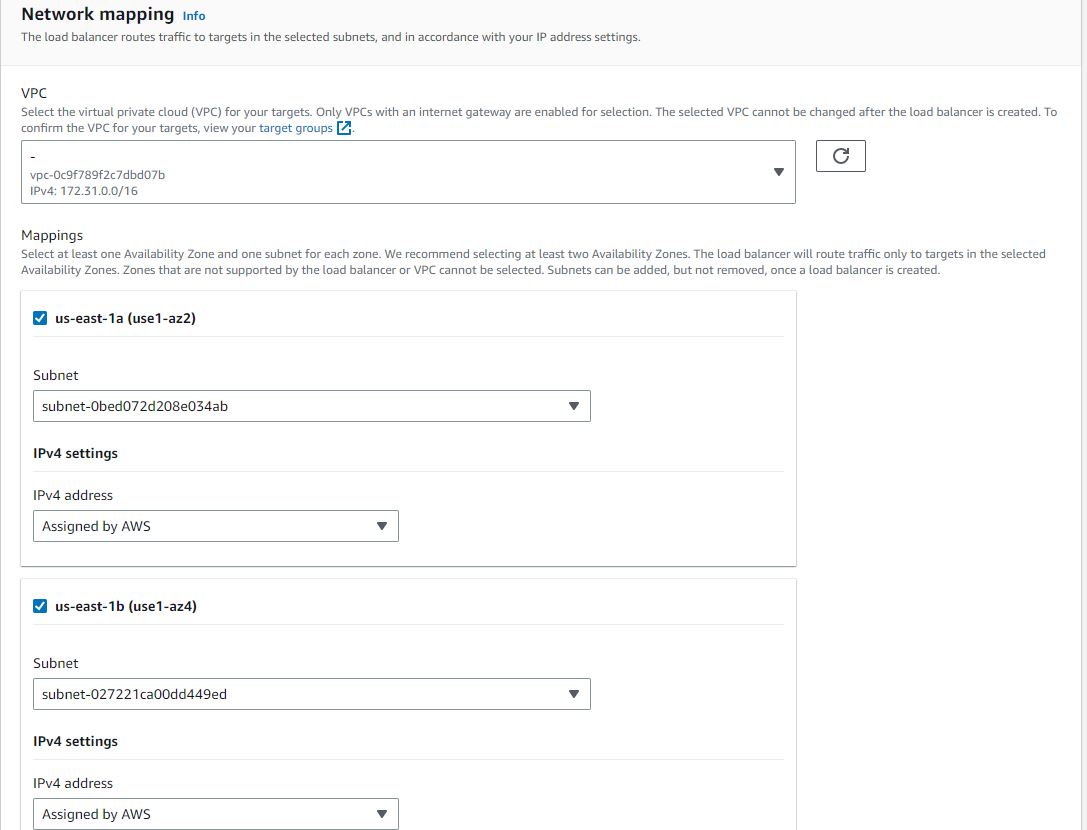 Network mapping Info
The load balancer routes traffic to targets in the selected subnets, and in accordance with your IP address settings.
VPC
Select the virtual private cloud (VPC) for your targets. Only VPCs with an internet gateway are enabled for selection. The selected VPC cannot be changed after the load balancer is created. To
confirm the VPC for your targets, view your target groups.
-
vpc-0c9f789f2c7dbd07b
IPv4: 172.31.0.0/16
Mappings
Select at least one Availability Zone and one subnet for each zone. We recommend selecting at least two Availability Zones. The load balancer will route traffic only to targets in the selected
Availability Zones. Zones that are not supported by the load balancer or VPC cannot be selected. Subnets can be added, but not removed, once a load balancer is created.
us-east-1a (use1-az2)
Subnet
subnet-0bed072d208e034ab
IPv4 settings
IPv4 address
Assigned by AWS
us-east-1b (use1-az4)
Subnet
subnet-027221ca00dd449ed
IPv4 settings
IPv4 address
Assigned by AWS